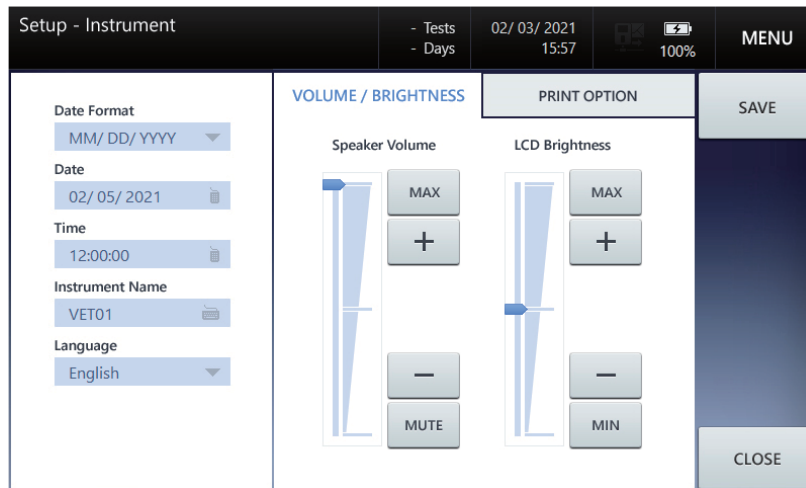 Setup - Instrument
- Tests
- Days
02/ 03/ 2021
15:57
100%
MENU
Date Format
MM/ DD/ YYYY
Date
02/ 05/ 2021
Time
12:00:00
Instrument Name
VET01
Language
English
VOLUME / BRIGHTNESS
PRINT OPTION
Speaker Volume
MAX
+
−
MUTE
LCD Brightness
MAX
+
−
MIN
SAVE
CLOSE